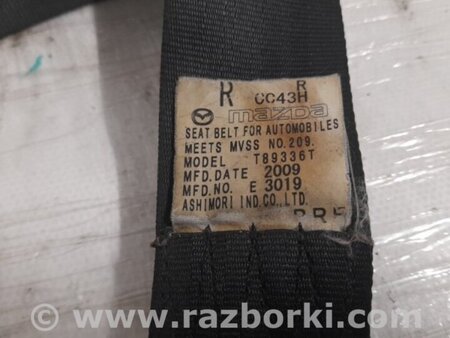 R R
CC43H
mazda
SEAT BELT FOR AUTOMOBILES
MEETS MVSS NO.209.
MODEL T89336T
MFD.DATE 2009
MFD.NO. E 3019
ASHIMORI IND.CO.,LTD.
© www.razborki.com